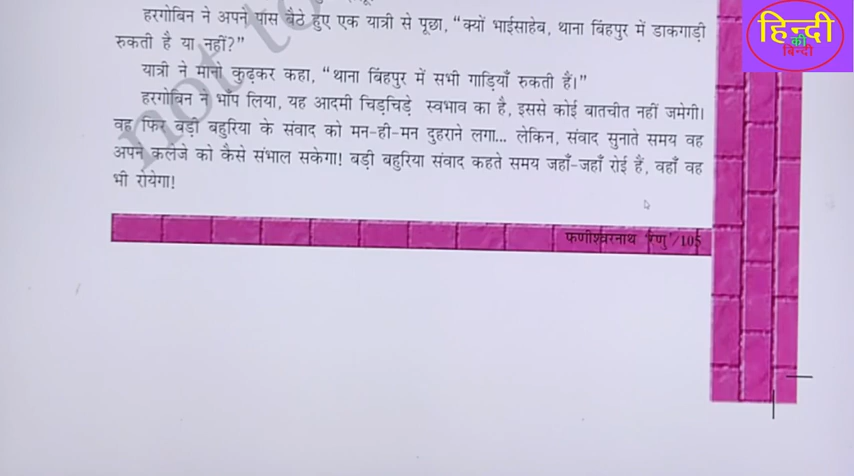 हरगोबिन ने अपने पास बैठे हुए एक यात्री से पूछा, “क्यों भाईसाहेब, थाना बिंहपुर में डाकगाड़ी
रुकती है या नहीं?”
यात्री ने मानो कुढ़कर कहा, “थाना बिंहपुर में सभी गाड़ियाँ रुकती हैं।”
हरगोबिन ने भाँप लिया, यह आदमी चिड़चिड़े स्वभाव का है, इससे कोई बातचीत नहीं जमेगी।
वह फिर बड़ी बहुरिया के संवाद को मन-ही-मन दुहराने लगा... लेकिन, संवाद सुनाते समय वह
अपने कलेजे को कैसे संभाल सकेगा! बड़ी बहुरिया संवाद कहते समय जहाँ-जहाँ रोई हैं, वहाँ वह
भी रोयेगा!
फणीश्वरनाथ 'रेणु'/105
हिन्दी
की
बिन्दी
not to